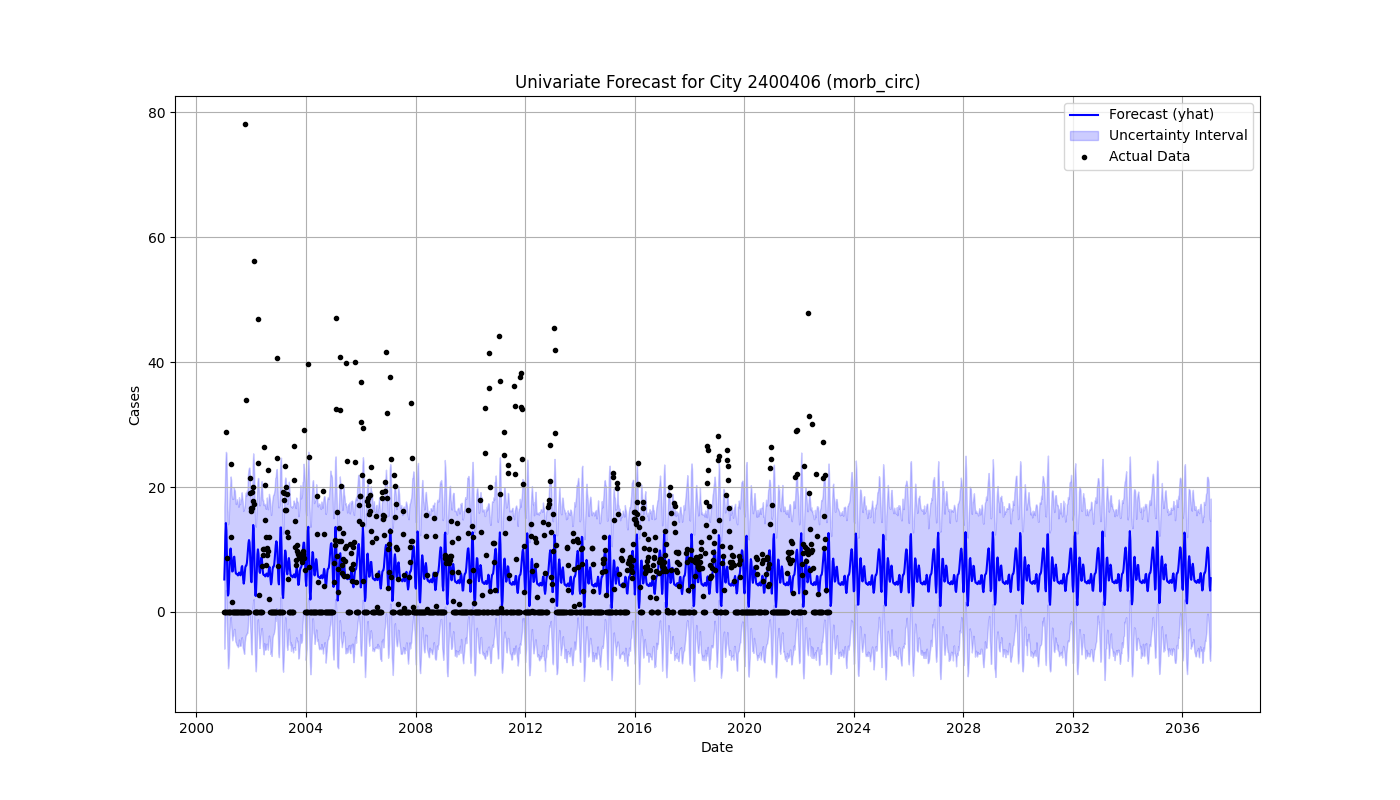 Univariate Forecast for City 2400406 (morb_circ)
Forecast (yhat)
Uncertainty Interval
Actual Data
80
60
40
20
0
Cases
2000 2004 2008 2012 2016 2020 2024 2028 2032 2036
Date